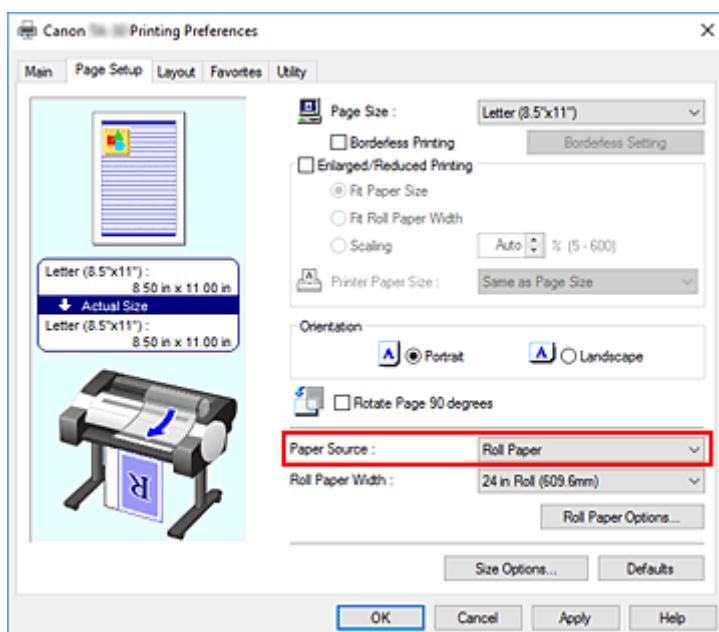 Canon Printing Preferences
Main Page Setup Layout Favorites Utility
Page Size : Letter (8.5"x11")
Borderless Printing Borderless Setting
Enlarged/Reduced Printing
Fit Paper Size
Fit Roll Paper Width
Scaling Auto % (5 - 600)
Printer Paper Size : Same as Page Size
Letter (8.5"x11") :
8.50 in x 11.00 in
Actual Size
Letter (8.5"x11") :
8.50 in x 11.00 in
Orientation
A Portrait A Landscape
Rotate Page 90 degrees
Paper Source : Roll Paper
Roll Paper Width : 24 in Roll (609.6mm)
Roll Paper Options...
R
Size Options... Defaults
OK Cancel Apply Help